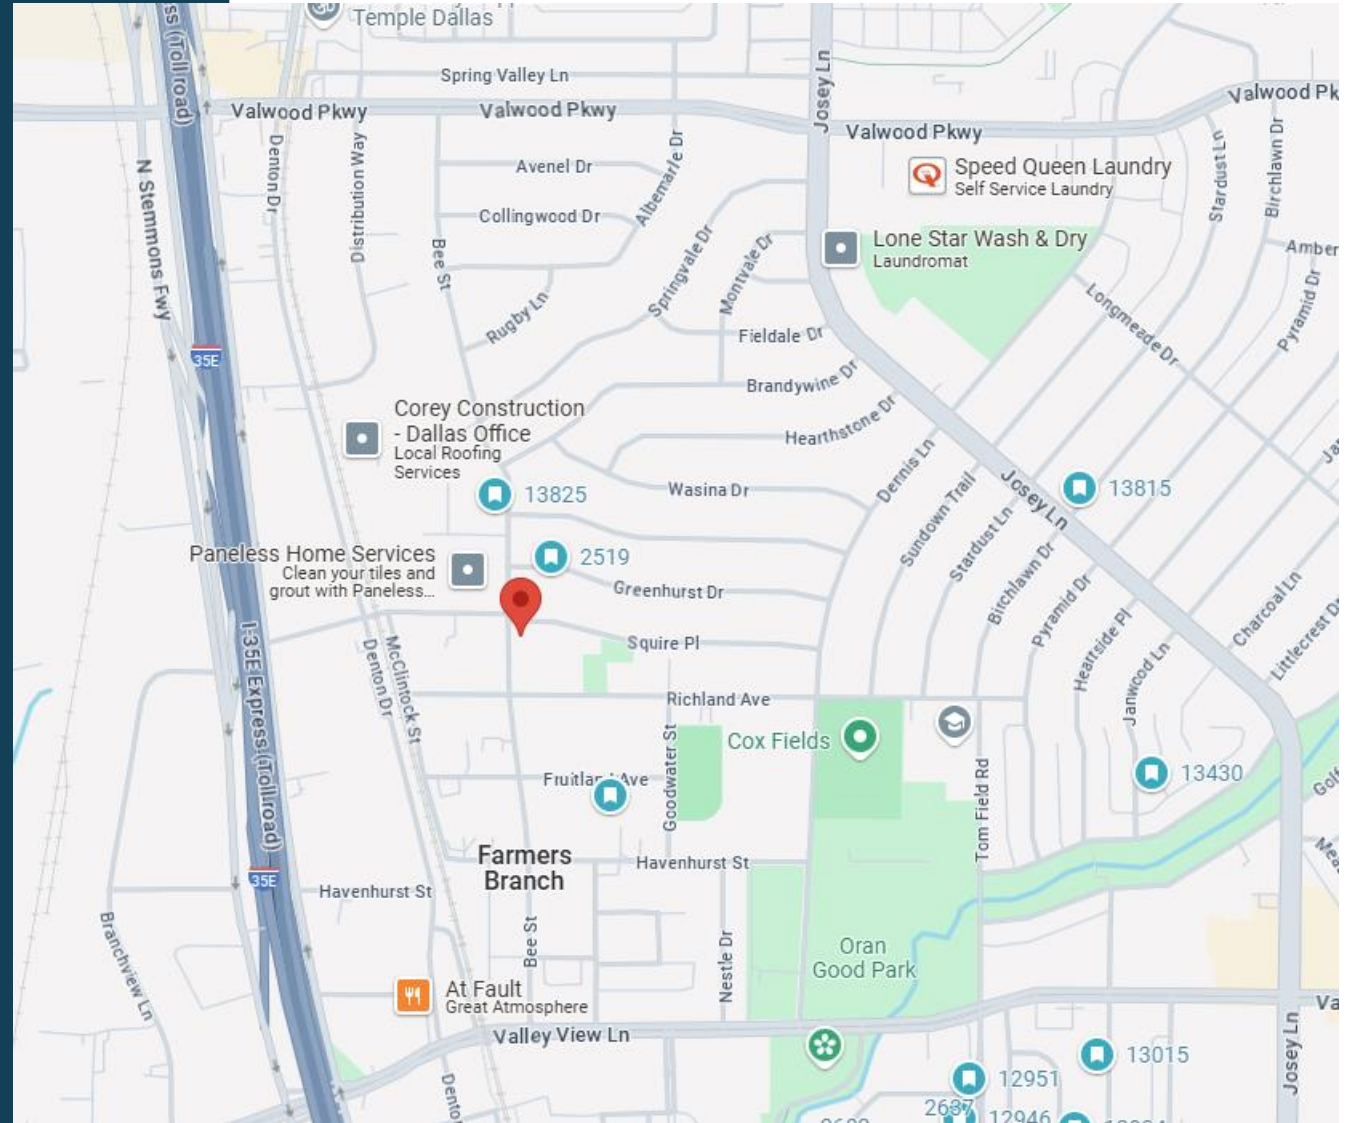 Temple Dallas
ss (Toll road)
Spring Valley Ln
Josey Ln
Valwood Pkwy
Valwood Pkwy
Valwood Pkwy
Valwood Pk
N Stemmons Fwy
Denton Dr
Distribution Way
Avenel Dr
Albemarle Dr
Speed Queen Laundry
Self Service Laundry
Stardust Ln
Birchlawn Dr
Collingwood Dr
Bee St
Springvale Dr
Montvale Dr
Lone Star Wash & Dry
Laundromat
Amber
Pyramid Dr
Longmeade Dr
Rugby Ln
Fieldale Dr
35E
Brandywine Dr
Corey Construction
- Dallas Office
Local Roofing
Services
Hearthstone Dr
Dennis Ln
13825
Wasina Dr
Sundown Trail
Josey Ln
13815
Paneless Home Services
Clean your tiles and
grout with Paneless...
2519
Greenhurst Dr
Stardust Ln
Birchlawn Dr
Pyramid Dr
Heartside Pl
Janwood Ln
Charcoal Ln
Littlecrest Dr
I-35E Express (Toll road)
McClintock St
Denton Dr
Squire Pl
Richland Ave
Cox Fields
Goodwater St
Fruitland Ave
Tom Field Rd
13430
Golf
Mea
Farmers
Branch
Havenhurst St
35E
Havenhurst St
Branchview Ln
Bee St
Nestle Dr
Oran
Good Park
At Fault
Great Atmosphere
Valley View Ln
Va
Josey Ln
Dento
13015
12951
2637
12946